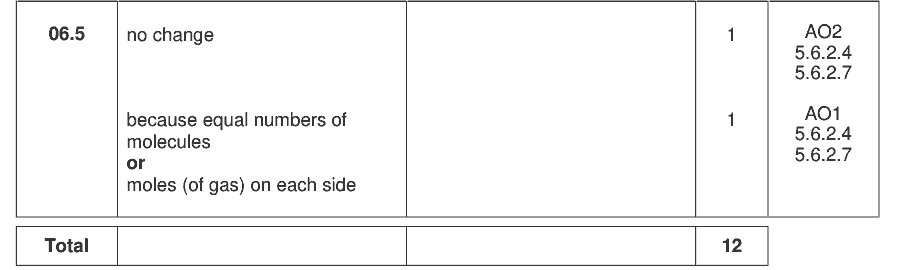 06.5 no change 1 AO2
5.6.2.4
5.6.2.7
because equal numbers of 1 AO1
molecules 5.6.2.4
or 5.6.2.7
moles (of gas) on each side
Total 12